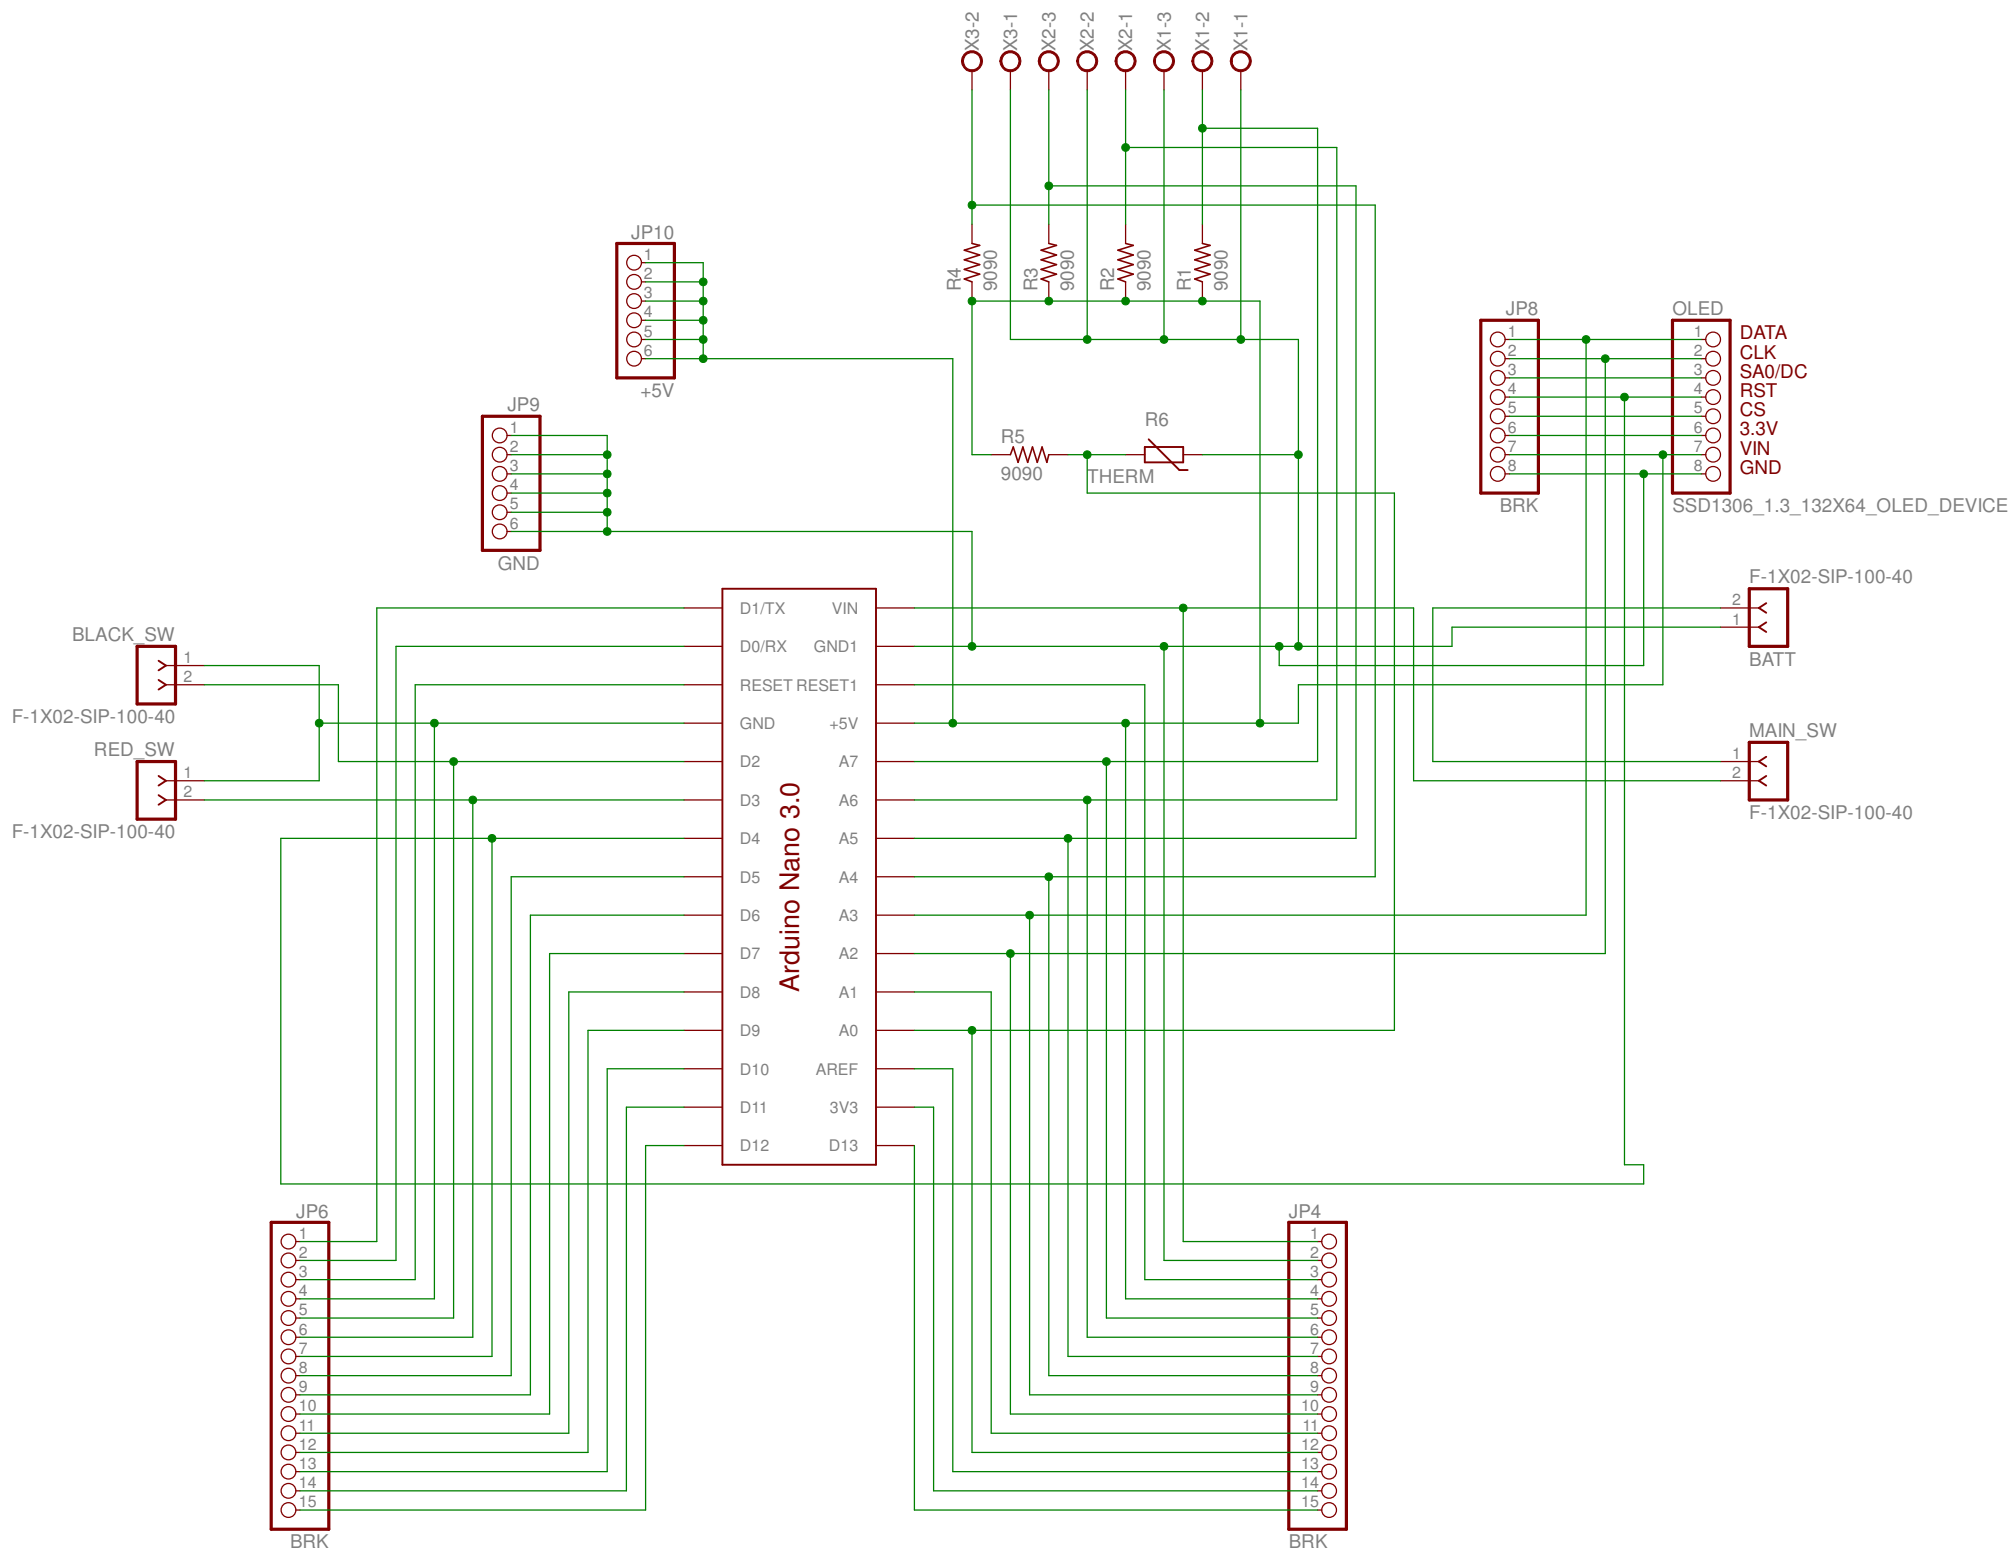 X3-2
X3-1
X2-3
X2-2
X2-1
X1-3
X1-2
X1-1
R4
9090
R3
9090
R2
9090
R1
9090
JP10
1
2
3
4
5
6
+5V
JP9
1
2
3
4
5
6
GND
R5
9090
R6
THERM
JP8
1
2
3
4
5
6
7
8
BRK
OLED
1 DATA
2 CLK
3 SA0/DC
4 RST
5 CS
6 3.3V
7 VIN
8 GND
SSD1306_1.3_132X64_OLED_DEVICE
F-1X02-SIP-100-40
2
1
BATT
MAIN_SW
1
2
F-1X02-SIP-100-40
BLACK_SW
1
2
F-1X02-SIP-100-40
RED_SW
1
2
F-1X02-SIP-100-40
Arduino Nano 3.0
D1/TX VIN
D0/RX GND1
RESET RESET1
GND +5V
D2 A7
D3 A6
D4 A5
D5 A4
D6 A3
D7 A2
D8 A1
D9 A0
D10 AREF
D11 3V3
D12 D13
JP6
1
2
3
4
5
6
7
8
9
10
11
12
13
14
15
BRK
JP4
1
2
3
4
5
6
7
8
9
10
11
12
13
14
15
BRK